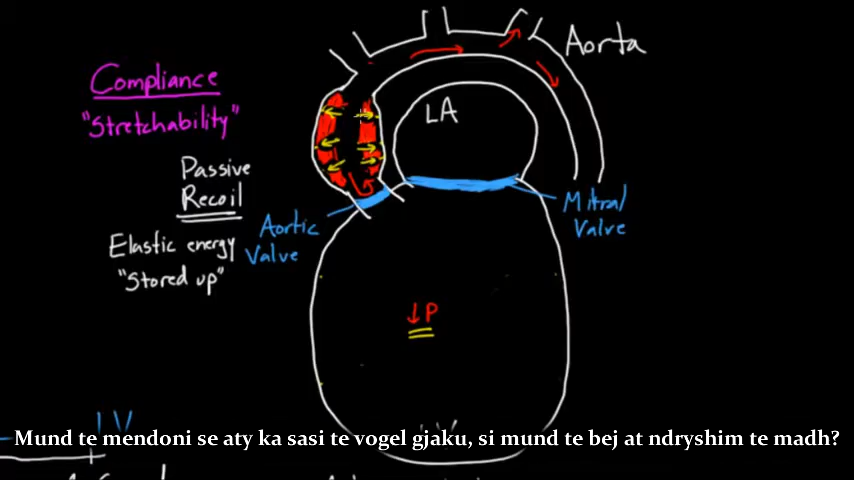 Aorta
Compliance
"Stretchability"
LA
Passive
Recoil
Aortic
Valve
Mitral
Valve
Elastic energy
"Stored up"
↓P
LV
Mund te mendoni se aty ka sasi te vogel gjaku, si mund te bej at ndryshim te madh?